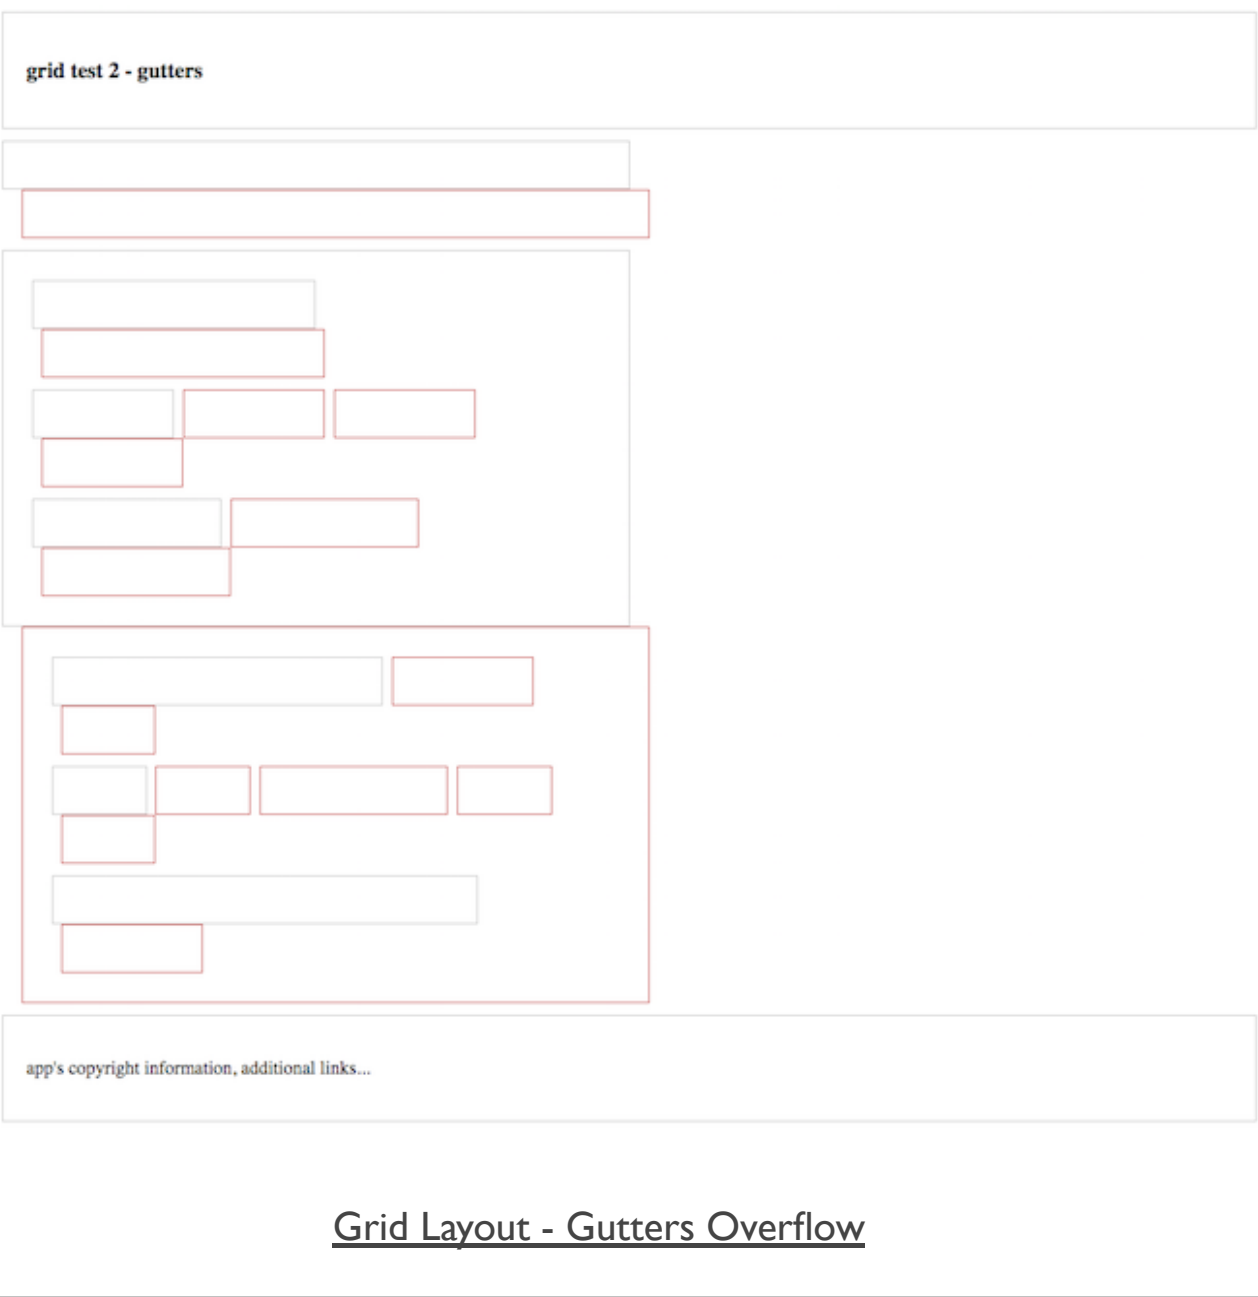 grid test 2 - gutters
app's copyright information, additional links...
Grid Layout - Gutters Overflow